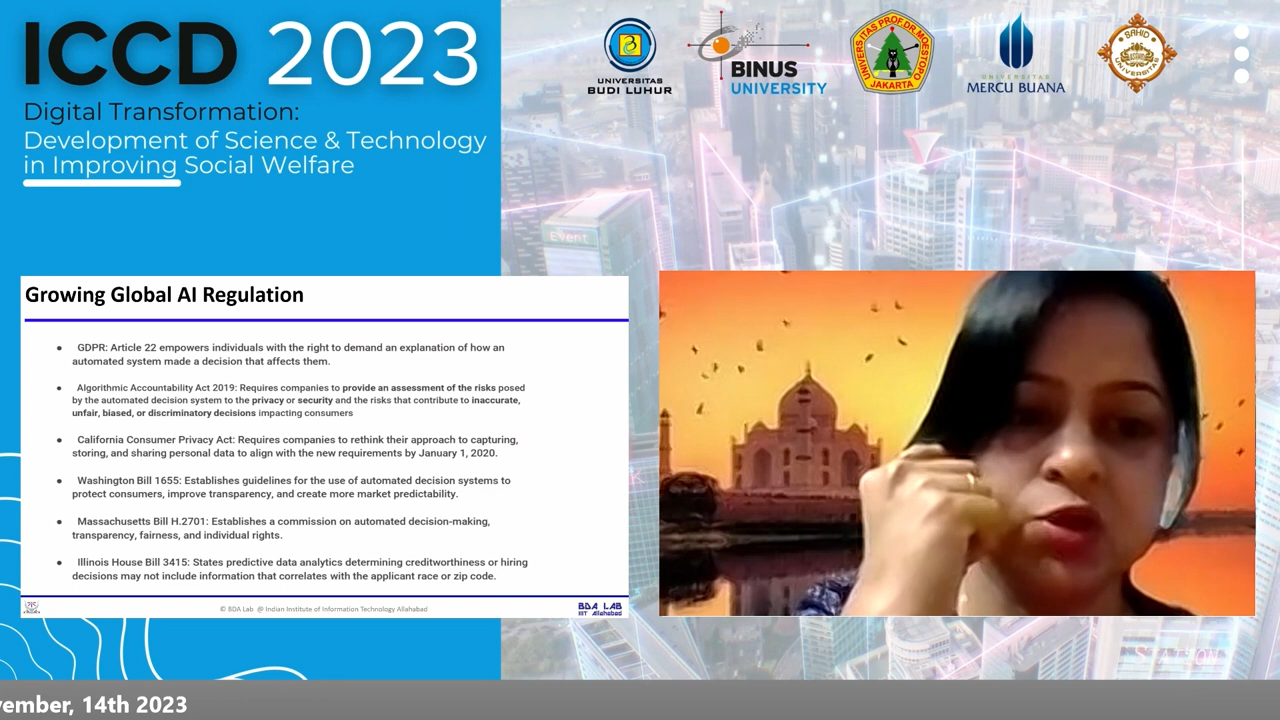 ICCD 2023
Digital Transformation:
Development of Science & Technology
in Improving Social Welfare
UNIVERSITAS
BUDI LUHUR
BINUS
UNIVERSITY
UNIVERSITAS PROF.DR.MOESTOPO
JAKARTA
UNIVERSITAS
MERCU BUANA
SAHID
UNIVERSITAS
Event
Growing Global AI Regulation
● GDPR: Article 22 empowers individuals with the right to demand an explanation of how an
automated system made a decision that affects them.
● Algorithmic Accountability Act 2019: Requires companies to provide an assessment of the risks posed
by the automated decision system to the privacy or security and the risks that contribute to inaccurate,
unfair, biased, or discriminatory decisions impacting consumers
● California Consumer Privacy Act: Requires companies to rethink their approach to capturing,
storing, and sharing personal data to align with the new requirements by January 1, 2020.
● Washington Bill 1655: Establishes guidelines for the use of automated decision systems to
protect consumers, improve transparency, and create more market predictability.
● Massachusetts Bill H.2701: Establishes a commission on automated decision-making,
transparency, fairness, and individual rights.
● Illinois House Bill 3415: States predictive data analytics determining creditworthiness or hiring
decisions may not include information that correlates with the applicant race or zip code.
© BDA Lab @ Indian Institute of Information Technology Allahabad
BDA LAB
IIIT Allahabad
vember, 14th 2023